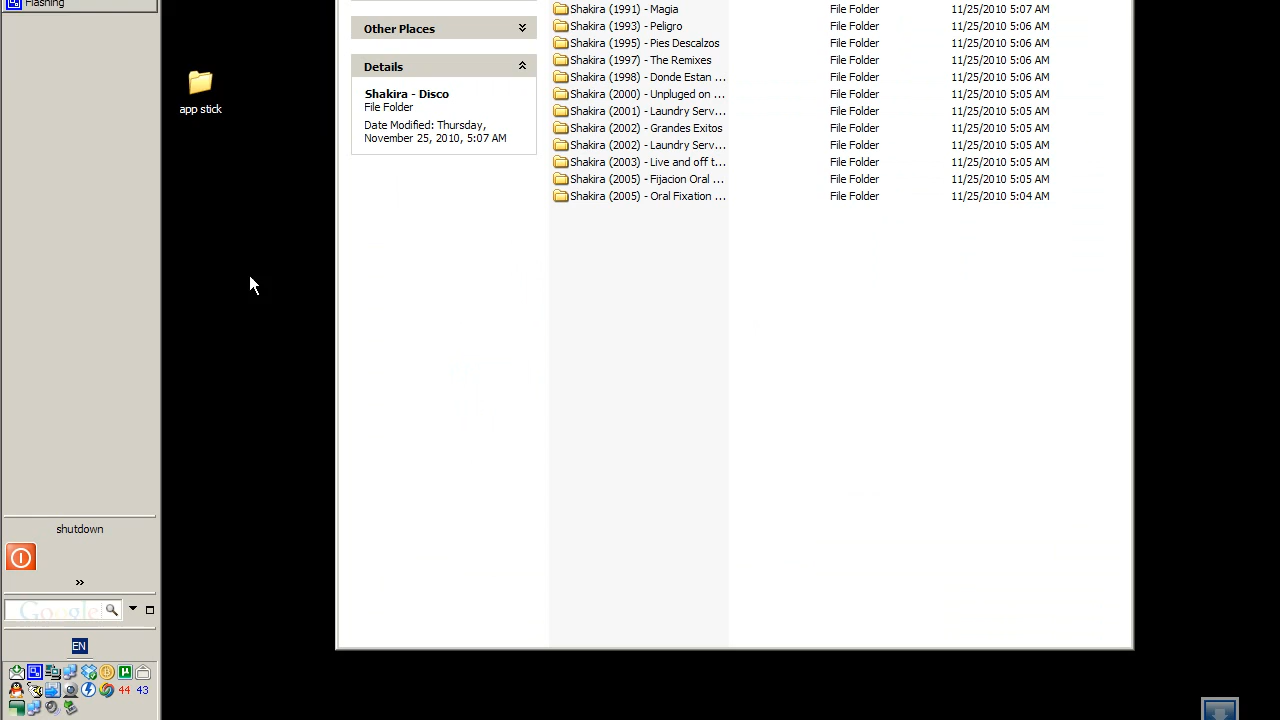 Flashing
app stick
shutdown
»
Google
EN
44 43
Other Places
Details
Shakira - Disco
File Folder
Date Modified: Thursday,
November 25, 2010, 5:07 AM
Shakira (1991) - Magia File Folder 11/25/2010 5:07 AM
Shakira (1993) - Peligro File Folder 11/25/2010 5:06 AM
Shakira (1995) - Pies Descalzos File Folder 11/25/2010 5:06 AM
Shakira (1997) - The Remixes File Folder 11/25/2010 5:06 AM
Shakira (1998) - Donde Estan ... File Folder 11/25/2010 5:06 AM
Shakira (2000) - Unpluged on ... File Folder 11/25/2010 5:05 AM
Shakira (2001) - Laundry Serv... File Folder 11/25/2010 5:05 AM
Shakira (2002) - Grandes Exitos File Folder 11/25/2010 5:05 AM
Shakira (2002) - Laundry Serv... File Folder 11/25/2010 5:05 AM
Shakira (2003) - Live and off t... File Folder 11/25/2010 5:05 AM
Shakira (2005) - Fijacion Oral ... File Folder 11/25/2010 5:05 AM
Shakira (2005) - Oral Fixation ... File Folder 11/25/2010 5:04 AM